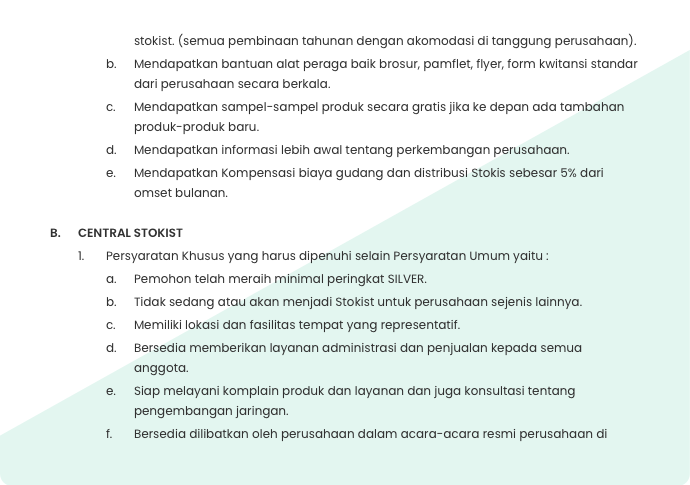 stokist. (semua pembinaan tahunan dengan akomodasi di tanggung perusahaan).
b. Mendapatkan bantuan alat peraga baik brosur, pamflet, flyer, form kwitansi standar
dari perusahaan secara berkala.
c. Mendapatkan sampel-sampel produk secara gratis jika ke depan ada tambahan
produk-produk baru.
d. Mendapatkan informasi lebih awal tentang perkembangan perusahaan.
e. Mendapatkan Kompensasi biaya gudang dan distribusi Stokis sebesar 5% dari
omset bulanan.
B. CENTRAL STOKIST
1. Persyaratan Khusus yang harus dipenuhi selain Persyaratan Umum yaitu :
a. Pemohon telah meraih minimal peringkat SILVER.
b. Tidak sedang atau akan menjadi Stokist untuk perusahaan sejenis lainnya.
c. Memiliki lokasi dan fasilitas tempat yang representatif.
d. Bersedia memberikan layanan administrasi dan penjualan kepada semua
anggota.
e. Siap melayani komplain produk dan layanan dan juga konsultasi tentang
pengembangan jaringan.
f. Bersedia dilibatkan oleh perusahaan dalam acara-acara resmi perusahaan di